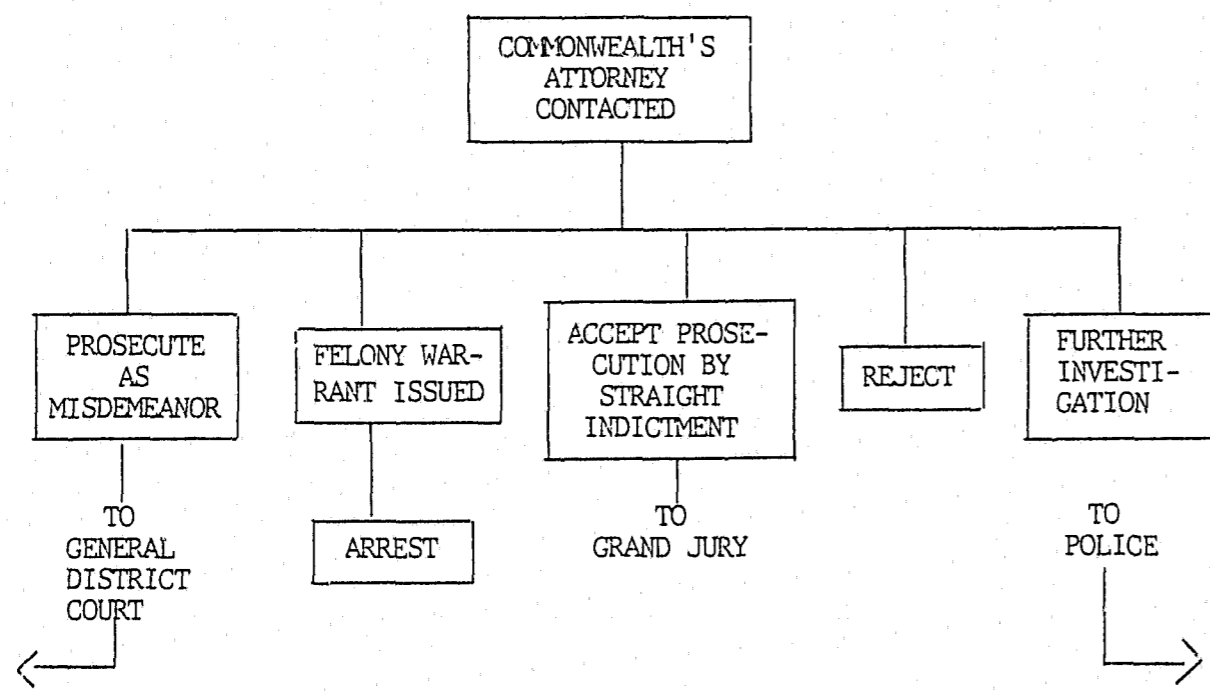 COMMONWEALTH'S
ATTORNEY
CONTACTED
PROSECUTE
AS
MISDEMEANOR
FELONY WAR-
RANT ISSUED
ACCEPT PROSE-
CUTION BY
STRAIGHT
INDICTMENT
REJECT
FURTHER
INVESTI-
GATION
TO
GENERAL
DISTRICT
COURT
ARREST
TO
GRAND JURY
TO
POLICE